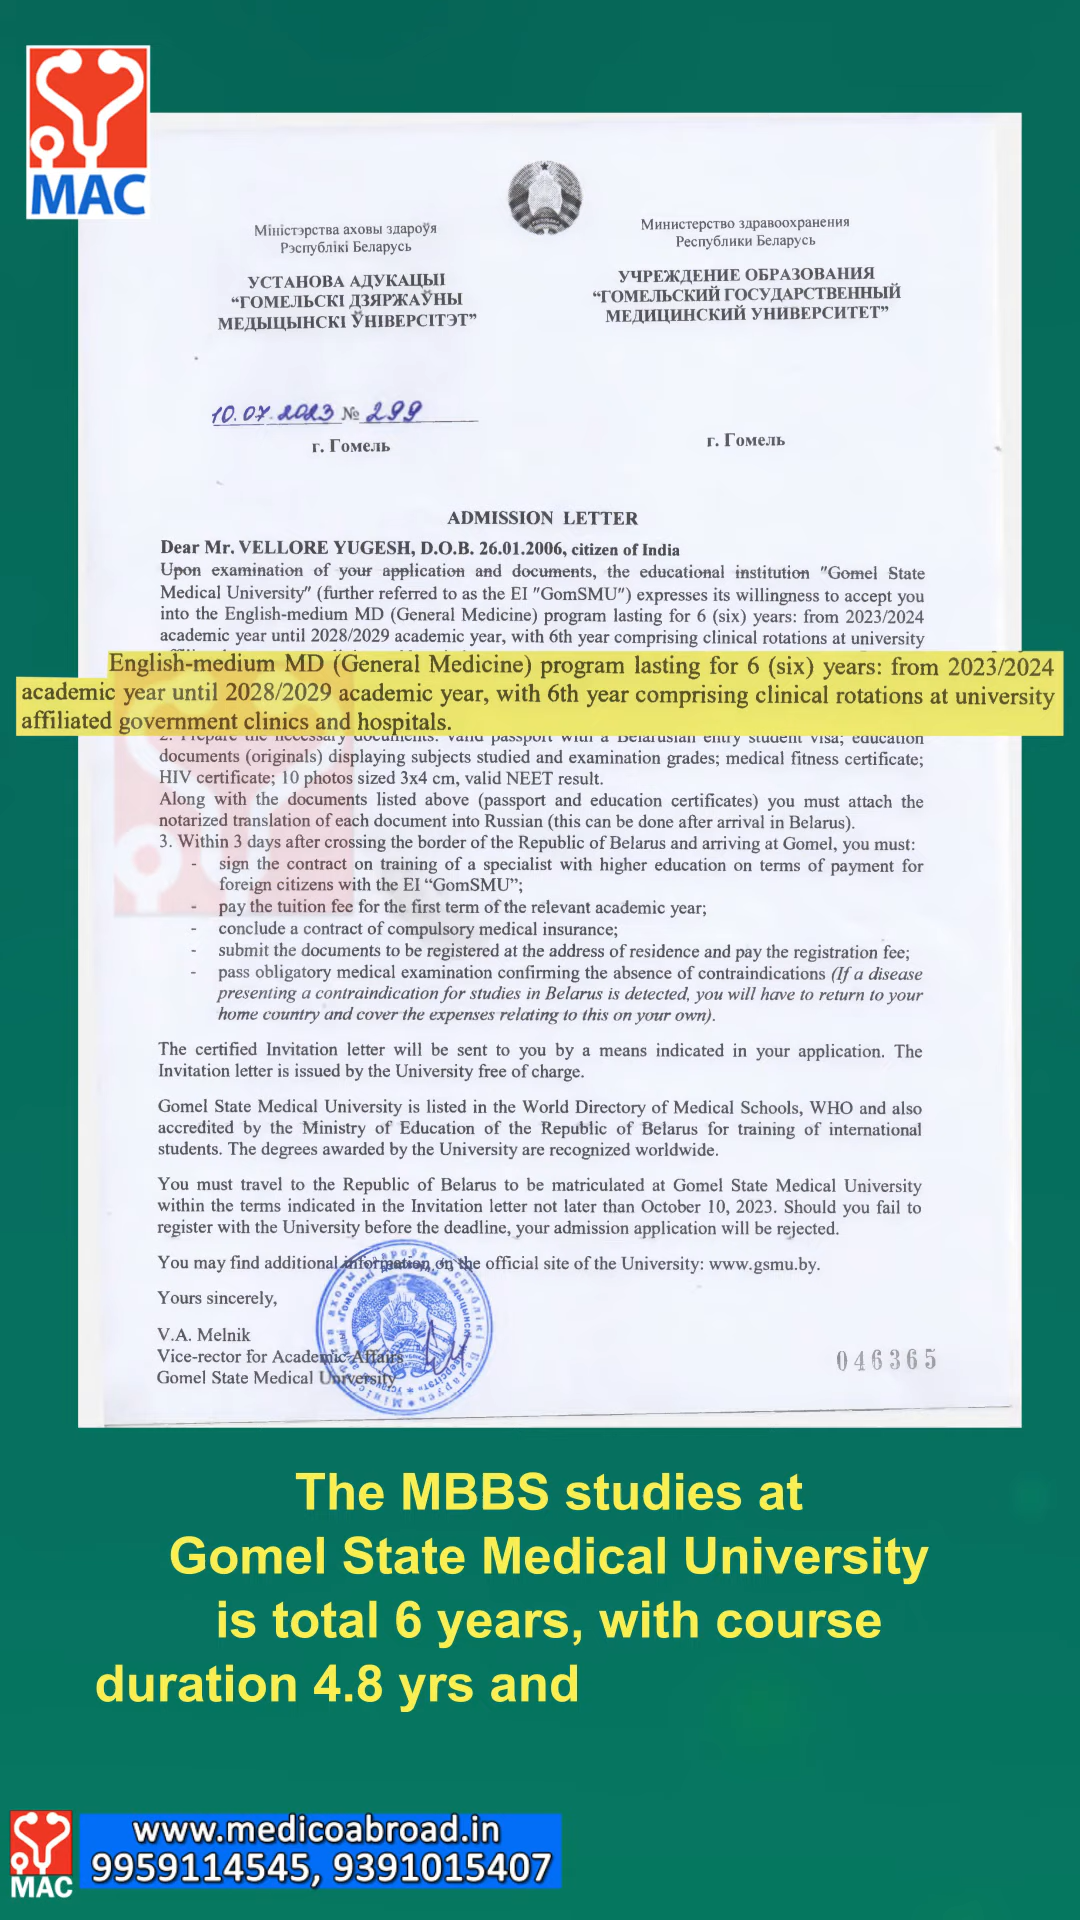 MAC
Міністэрства аховы здароўя
Рэспублікі Беларусь
УСТАНОВА АДУКАЦЫІ
“ГОМЕЛЬСКІ ДЗЯРЖАЎНЫ
МЕДЫЦЫНСКІ ЎНІВЕРСІТЭТ”
Министерство здравоохранения
Республики Беларусь
УЧРЕЖДЕНИЕ ОБРАЗОВАНИЯ
“ГОМЕЛЬСКИЙ ГОСУДАРСТВЕННЫЙ
МЕДИЦИНСКИЙ УНИВЕРСИТЕТ”
10.07.2023 № 299
г. Гомель
г. Гомель
ADMISSION LETTER
Dear Mr. VELLORE YUGESH, D.O.B. 26.01.2006, citizen of India
Upon examination of your application and documents, the educational institution "Gomel State
Medical University" (further referred to as the EI "GomSMU") expresses its willingness to accept you
into the English-medium MD (General Medicine) program lasting for 6 (six) years: from 2023/2024
academic year until 2028/2029 academic year, with 6th year comprising clinical rotations at university
English-medium MD (General Medicine) program lasting for 6 (six) years: from 2023/2024
academic year until 2028/2029 academic year, with 6th year comprising clinical rotations at university
affiliated government clinics and hospitals.
2. Prepare the necessary documents: valid passport with a Belarusian entry student visa; education
documents (originals) displaying subjects studied and examination grades; medical fitness certificate;
HIV certificate; 10 photos sized 3x4 cm, valid NEET result.
Along with the documents listed above (passport and education certificates) you must attach the
notarized translation of each document into Russian (this can be done after arrival in Belarus).
3. Within 3 days after crossing the border of the Republic of Belarus and arriving at Gomel, you must:
- sign the contract on training of a specialist with higher education on terms of payment for
foreign citizens with the EI “GomSMU”;
- pay the tuition fee for the first term of the relevant academic year;
- conclude a contract of compulsory medical insurance;
- submit the documents to be registered at the address of residence and pay the registration fee;
- pass obligatory medical examination confirming the absence of contraindications (If a disease
presenting a contraindication for studies in Belarus is detected, you will have to return to your
home country and cover the expenses relating to this on your own).
The certified Invitation letter will be sent to you by a means indicated in your application. The
Invitation letter is issued by the University free of charge.
Gomel State Medical University is listed in the World Directory of Medical Schools, WHO and also
accredited by the Ministry of Education of the Republic of Belarus for training of international
students. The degrees awarded by the University are recognized worldwide.
You must travel to the Republic of Belarus to be matriculated at Gomel State Medical University
within the terms indicated in the Invitation letter not later than October 10, 2023. Should you fail to
register with the University before the deadline, your admission application will be rejected.
You may find additional information on the official site of the University: www.gsmu.by.
Yours sincerely,
V.A. Melnik
Vice-rector for Academic Affairs
Gomel State Medical University
046365
The MBBS studies at
Gomel State Medical University
is total 6 years, with course
duration 4.8 yrs and
MAC
www.medicoabroad.in
9959114545, 9391015407